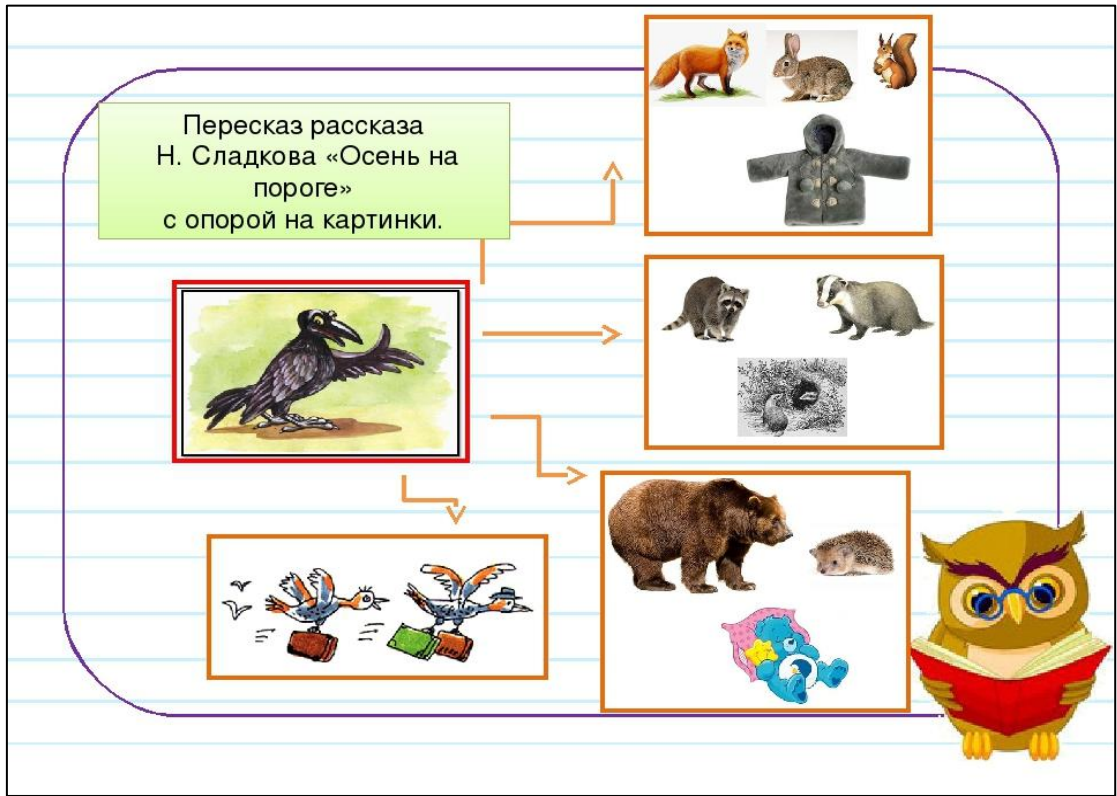 Пересказ рассказа
Н. Сладкова «Осень на
пороге»
с опорой на картинки.